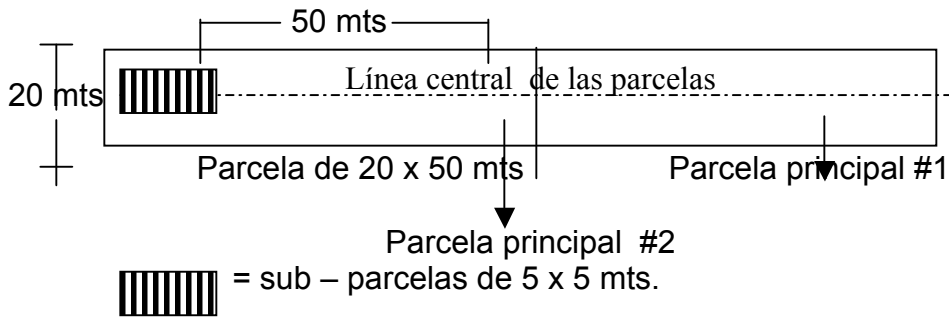 50 mts
Línea central de las parcelas
20 mts
Parcela de 20 x 50 mts
Parcela principal #1
Parcela principal #2
= sub – parcelas de 5 x 5 mts.